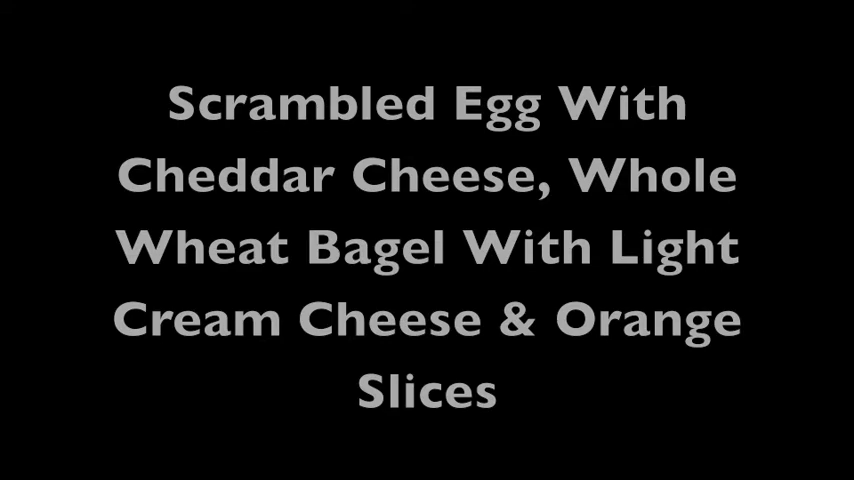 Scrambled Egg With
Cheddar Cheese, Whole
Wheat Bagel With Light
Cream Cheese & Orange
Slices